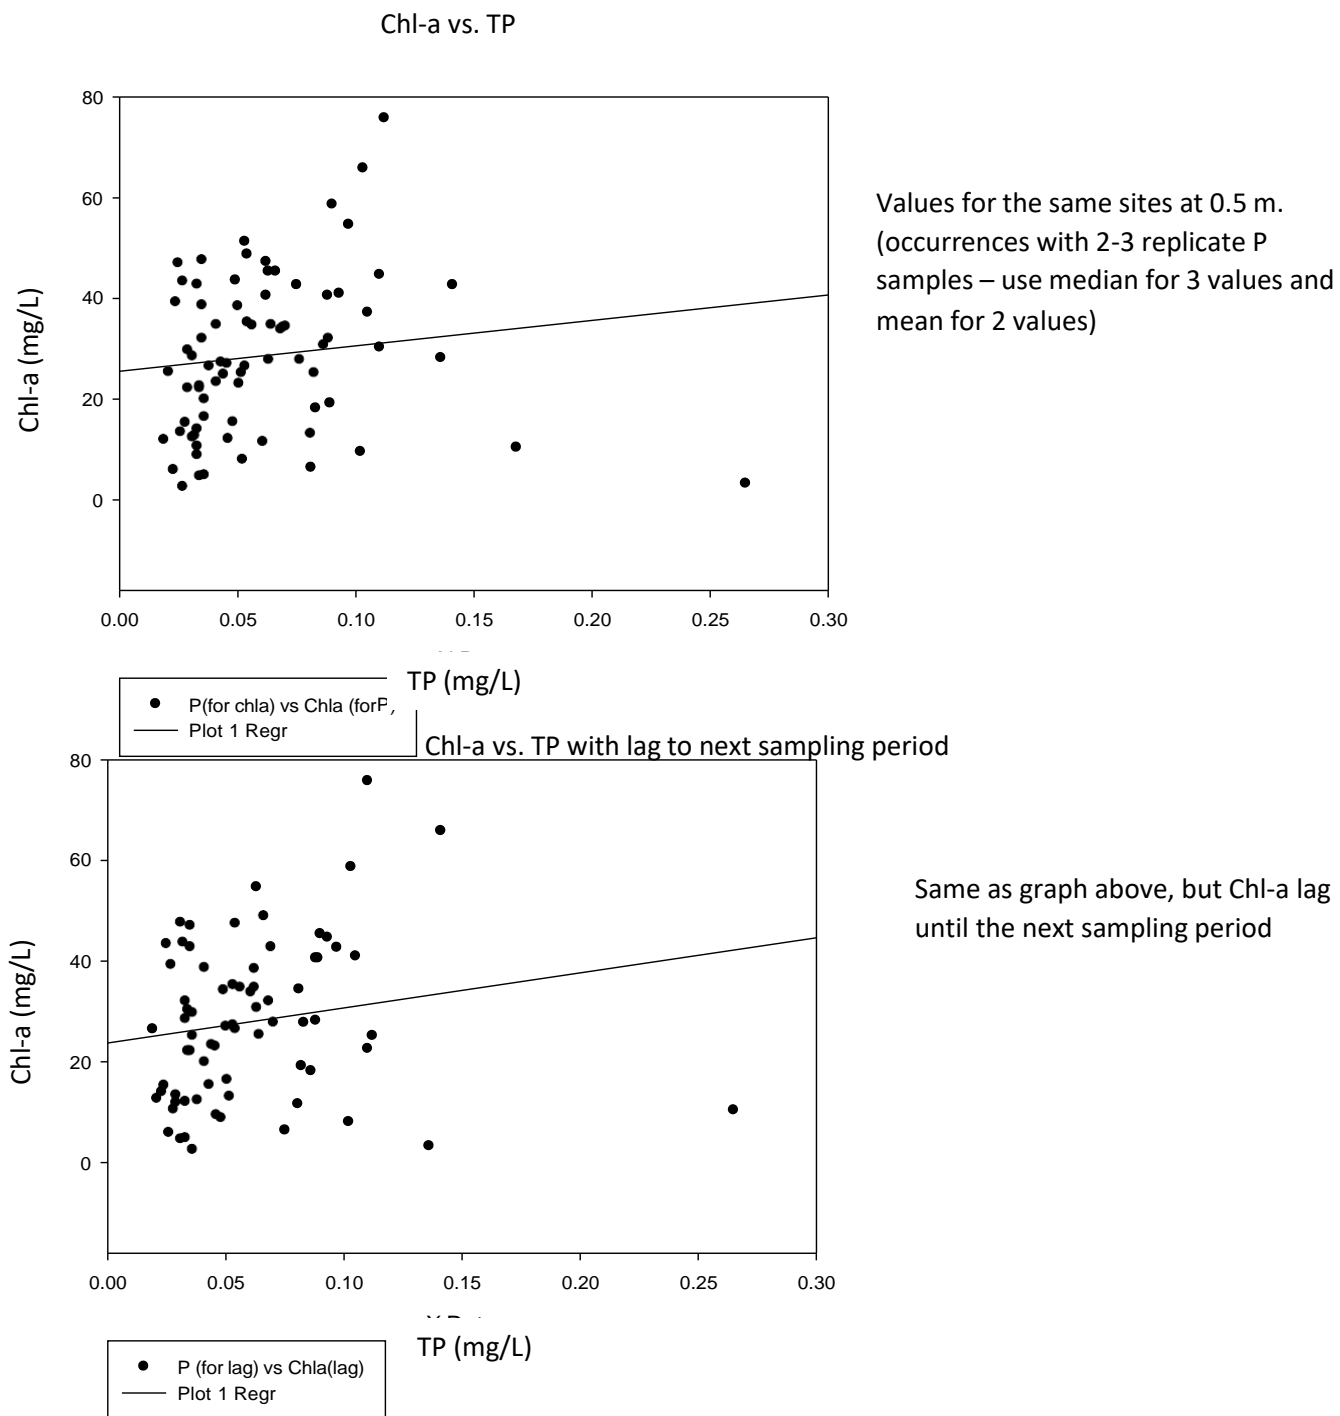 Chl-a vs. TP
80
60
40
20
0
Chl-a (mg/L)
0.00 0.05 0.10 0.15 0.20 0.25 0.30
Values for the same sites at 0.5 m.
(occurrences with 2-3 replicate P
samples – use median for 3 values and
mean for 2 values)
TP (mg/L)
P(for chla) vs Chla (forP)
Plot 1 Regr
Chl-a vs. TP with lag to next sampling period
80
60
40
20
0
Chl-a (mg/L)
0.00 0.05 0.10 0.15 0.20 0.25 0.30
Same as graph above, but Chl-a lag
until the next sampling period
TP (mg/L)
P (for lag) vs Chla(lag)
Plot 1 Regr